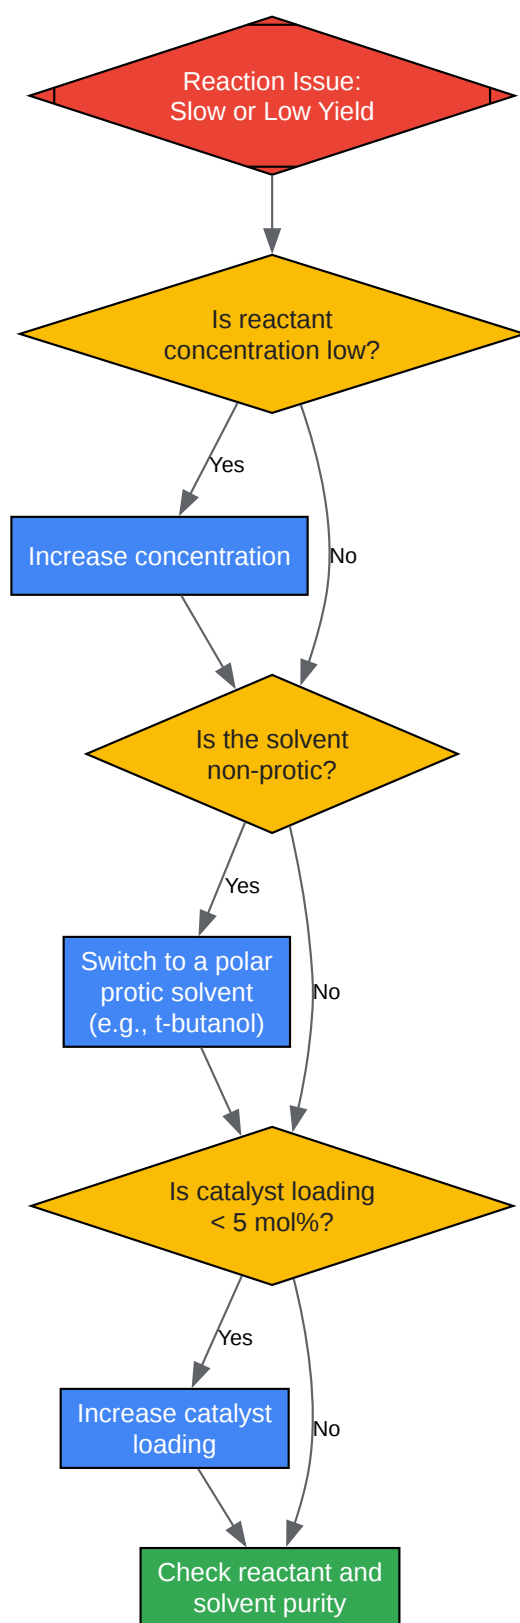 Reaction Issue:
Slow or Low Yield
Is reactant
concentration low?
Yes
Increase concentration
No
Is the solvent
non-protic?
Yes
Switch to a polar
protic solvent
(e.g., t-butanol)
No
Is catalyst loading
< 5 mol%?
Yes
Increase catalyst
loading
No
Check reactant and
solvent purity